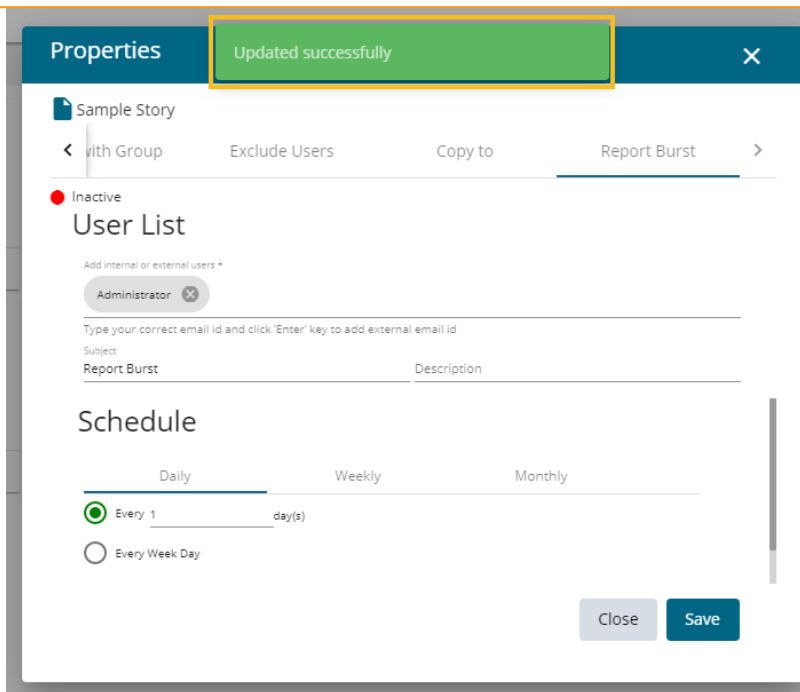 Properties
Updated successfully
Sample Story
with Group Exclude Users Copy to Report Burst
Inactive
User List
Add internal or external users *
Administrator
Type your correct email id and click 'Enter' key to add external email id
Subject
Report Burst Description
Schedule
Daily Weekly Monthly
Every 1 day(s)
Every Week Day
Close Save